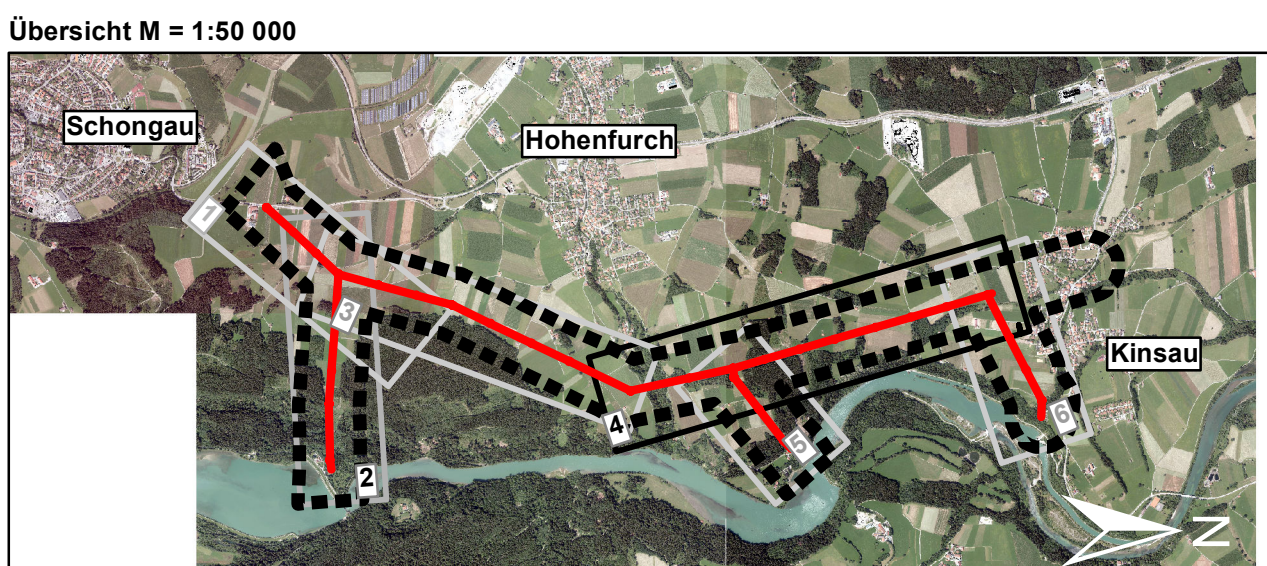 Übersicht M = 1:50 000
Schongau
Hohenfurch
1
3
Kinsau
4
6
5
2
N